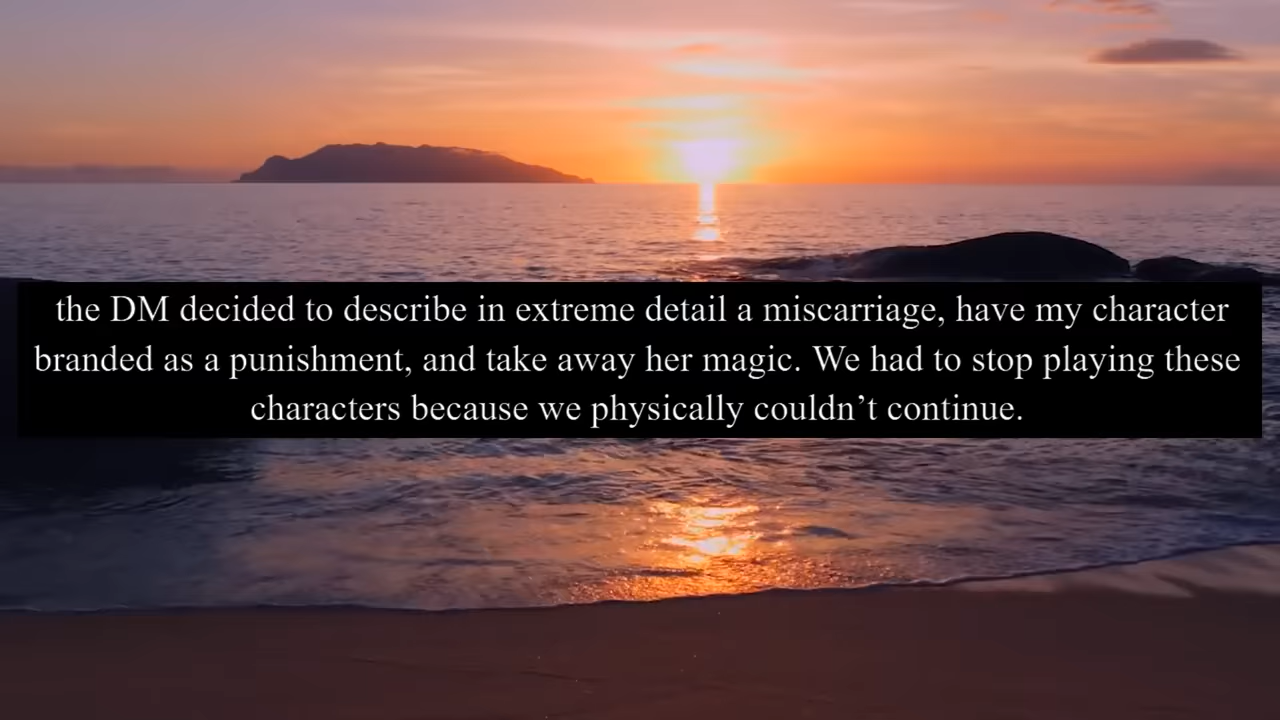 the DM decided to describe in extreme detail a miscarriage, have my character
branded as a punishment, and take away her magic. We had to stop playing these
characters because we physically couldn’t continue.